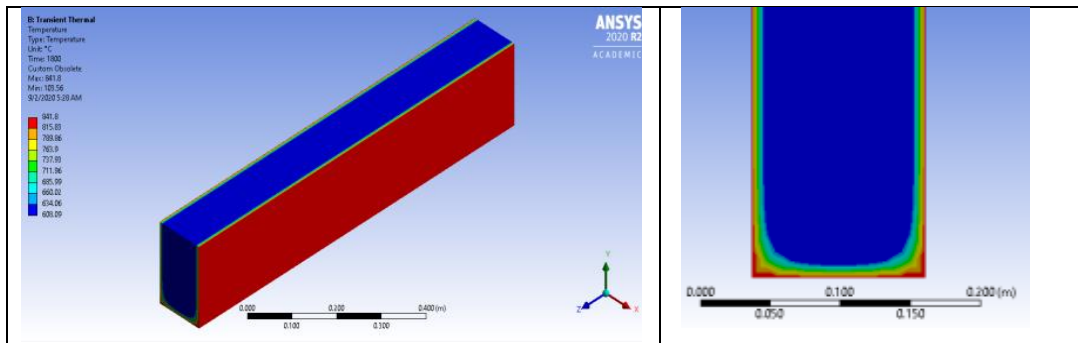 B: Transient Thermal
Temperature
Type: Temperature
Unit: °C
Time: 1800
Custom Obsolete
Max: 841.8
Min: 103.56
9/2/2020 5:28 AM
841.8
815.83
789.86
763.9
737.93
711.96
685.99
660.02
634.06
608.09
ANSYS
2020 R2
ACADEMIC
Y
Z
X
0.000
0.200
0.400 (m)
0.100
0.300
0.000
0.100
0.200 (m)
0.050
0.150